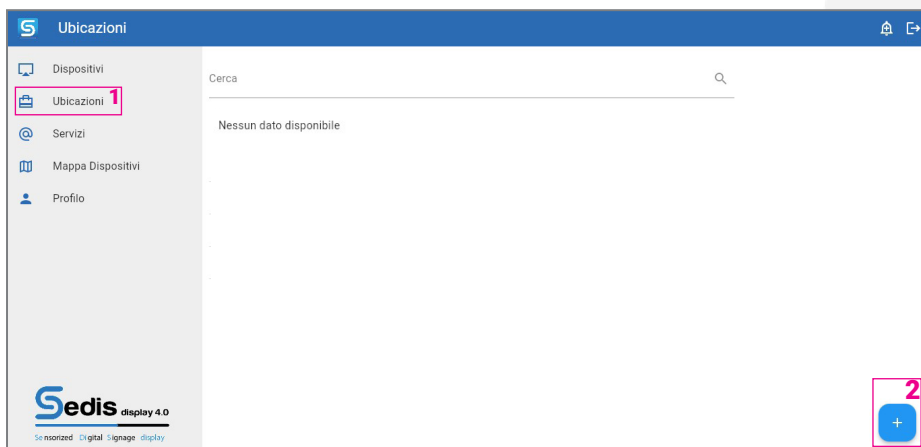 S Ubicazioni
Dispositivi
Ubicazioni 1
Cerca
Nessun dato disponibile
Servizi
Mappa Dispositivi
Profilo
Sedis display 4.0
Sensorized DIgital Signage display
2
+